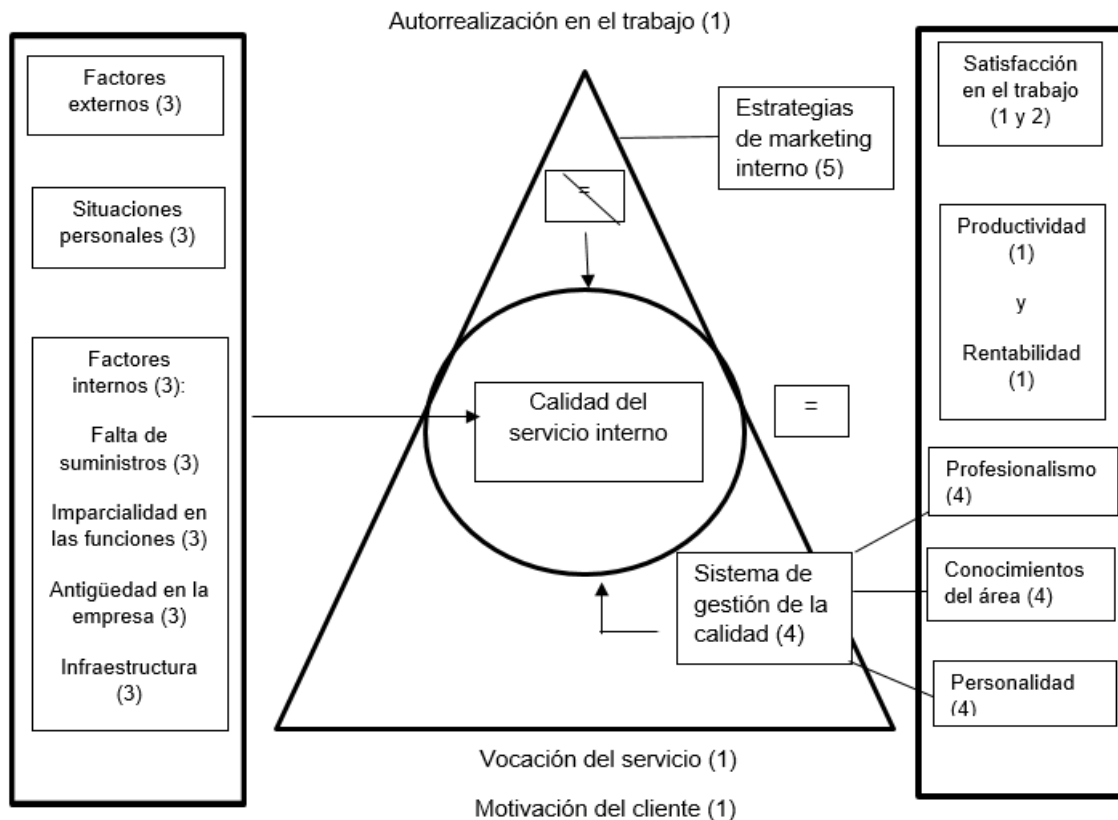 Autorrealización en el trabajo (1)
Factores
externos (3)
Situaciones
personales (3)
Factores
internos (3):
Falta de
suministros (3)
Imparcialidad en
las funciones (3)
Antigüedad en la
empresa (3)
Infraestructura
(3)
Estrategias
de marketing
interno (5)
=
Calidad del
servicio interno
=
Sistema de
gestión de la
calidad (4)
Satisfacción
en el trabajo
(1 y 2)
Productividad
(1)
y
Rentabilidad
(1)
Profesionalismo
(4)
Conocimientos
del área (4)
Personalidad
(4)
Vocación del servicio (1)
Motivación del cliente (1)